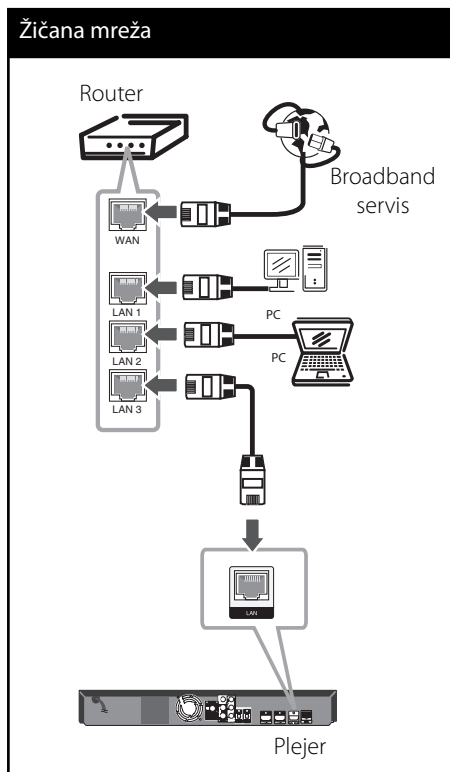 Žičana mreža
Router
Broadband
servis
WAN
LAN 1
PC
LAN 2
PC
LAN 3
LAN
Plejer